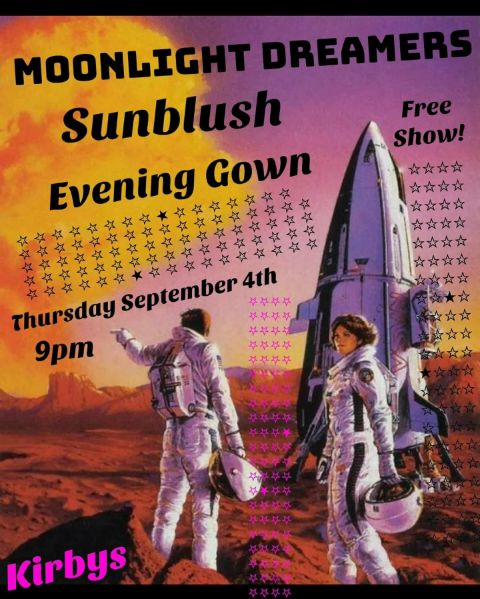 MOONLIGHT DREAMERS
Sunblush
Free
Show!
Evening Gown
Thursday September 4th
9pm
Kirbys